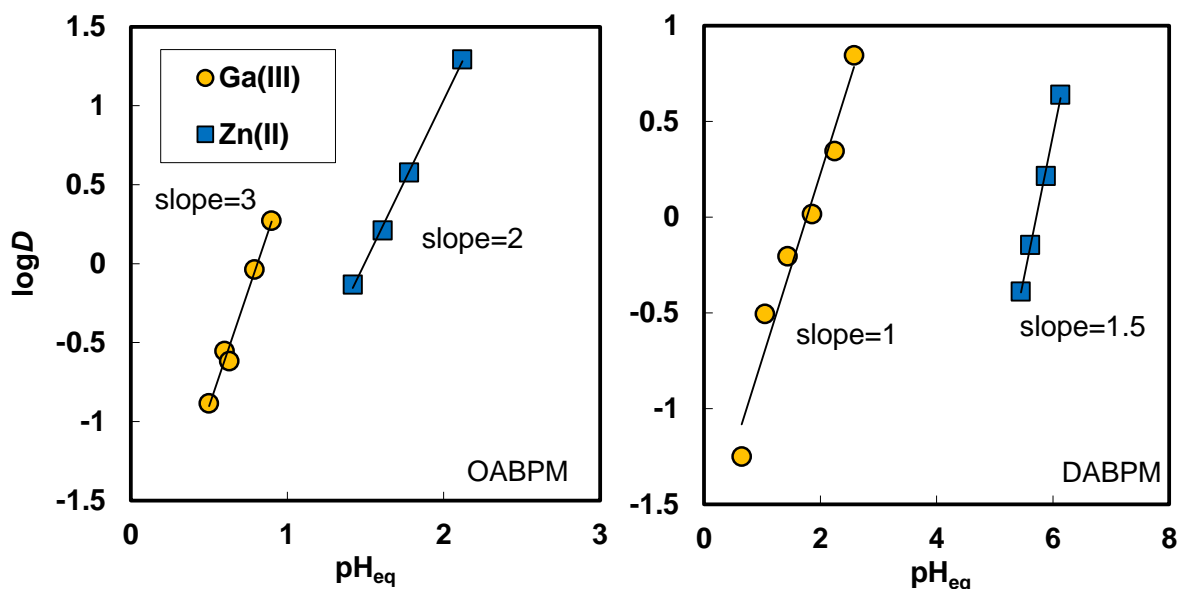 logD
1.5
1
0.5
0
-0.5
-1
-1.5
Ga(III)
Zn(II)
slope=3
slope=2
OABPM
0
1
2
3
pHeq
1
0.5
0
-0.5
-1
-1.5
slope=1
slope=1.5
DABPM
0
2
4
6
8
pHeq